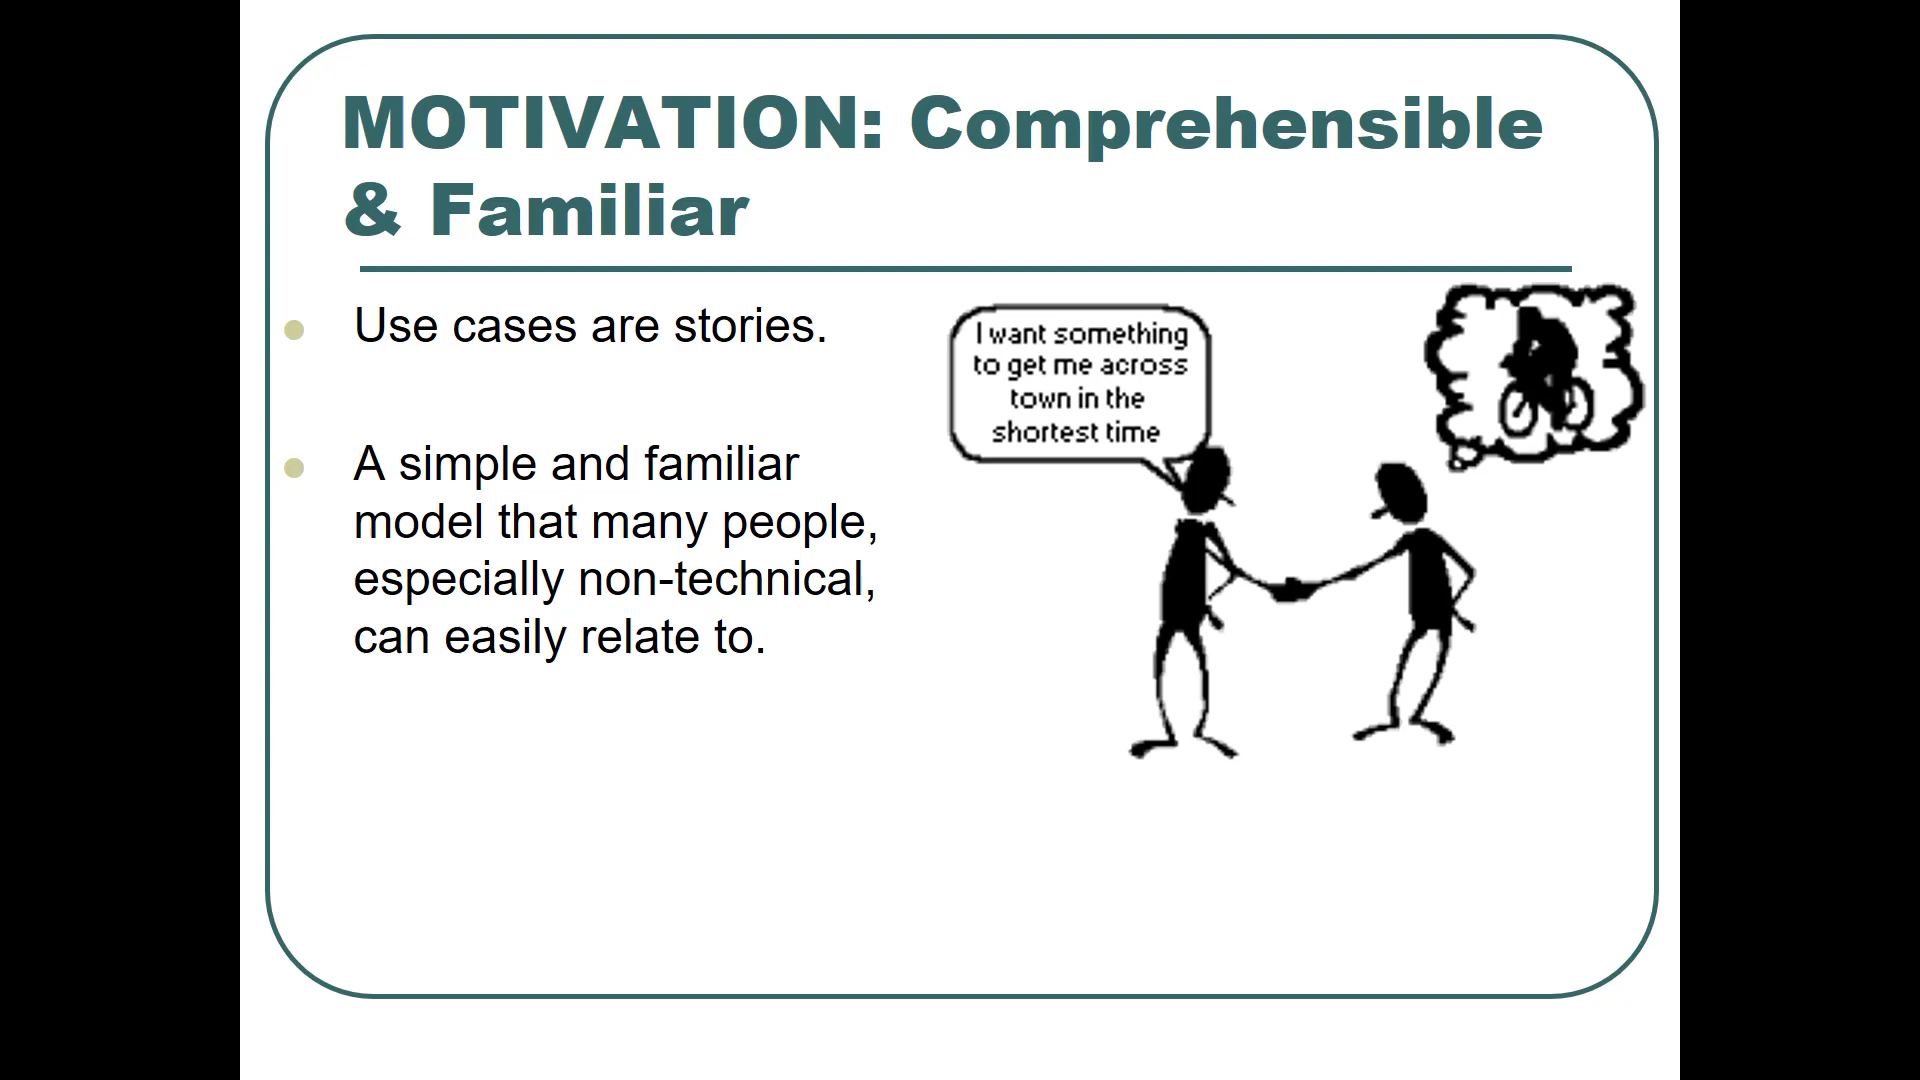 MOTIVATION: Comprehensible
& Familiar
Use cases are stories.
A simple and familiar
model that many people,
especially non-technical,
can easily relate to.
I want something
to get me across
town in the
shortest time